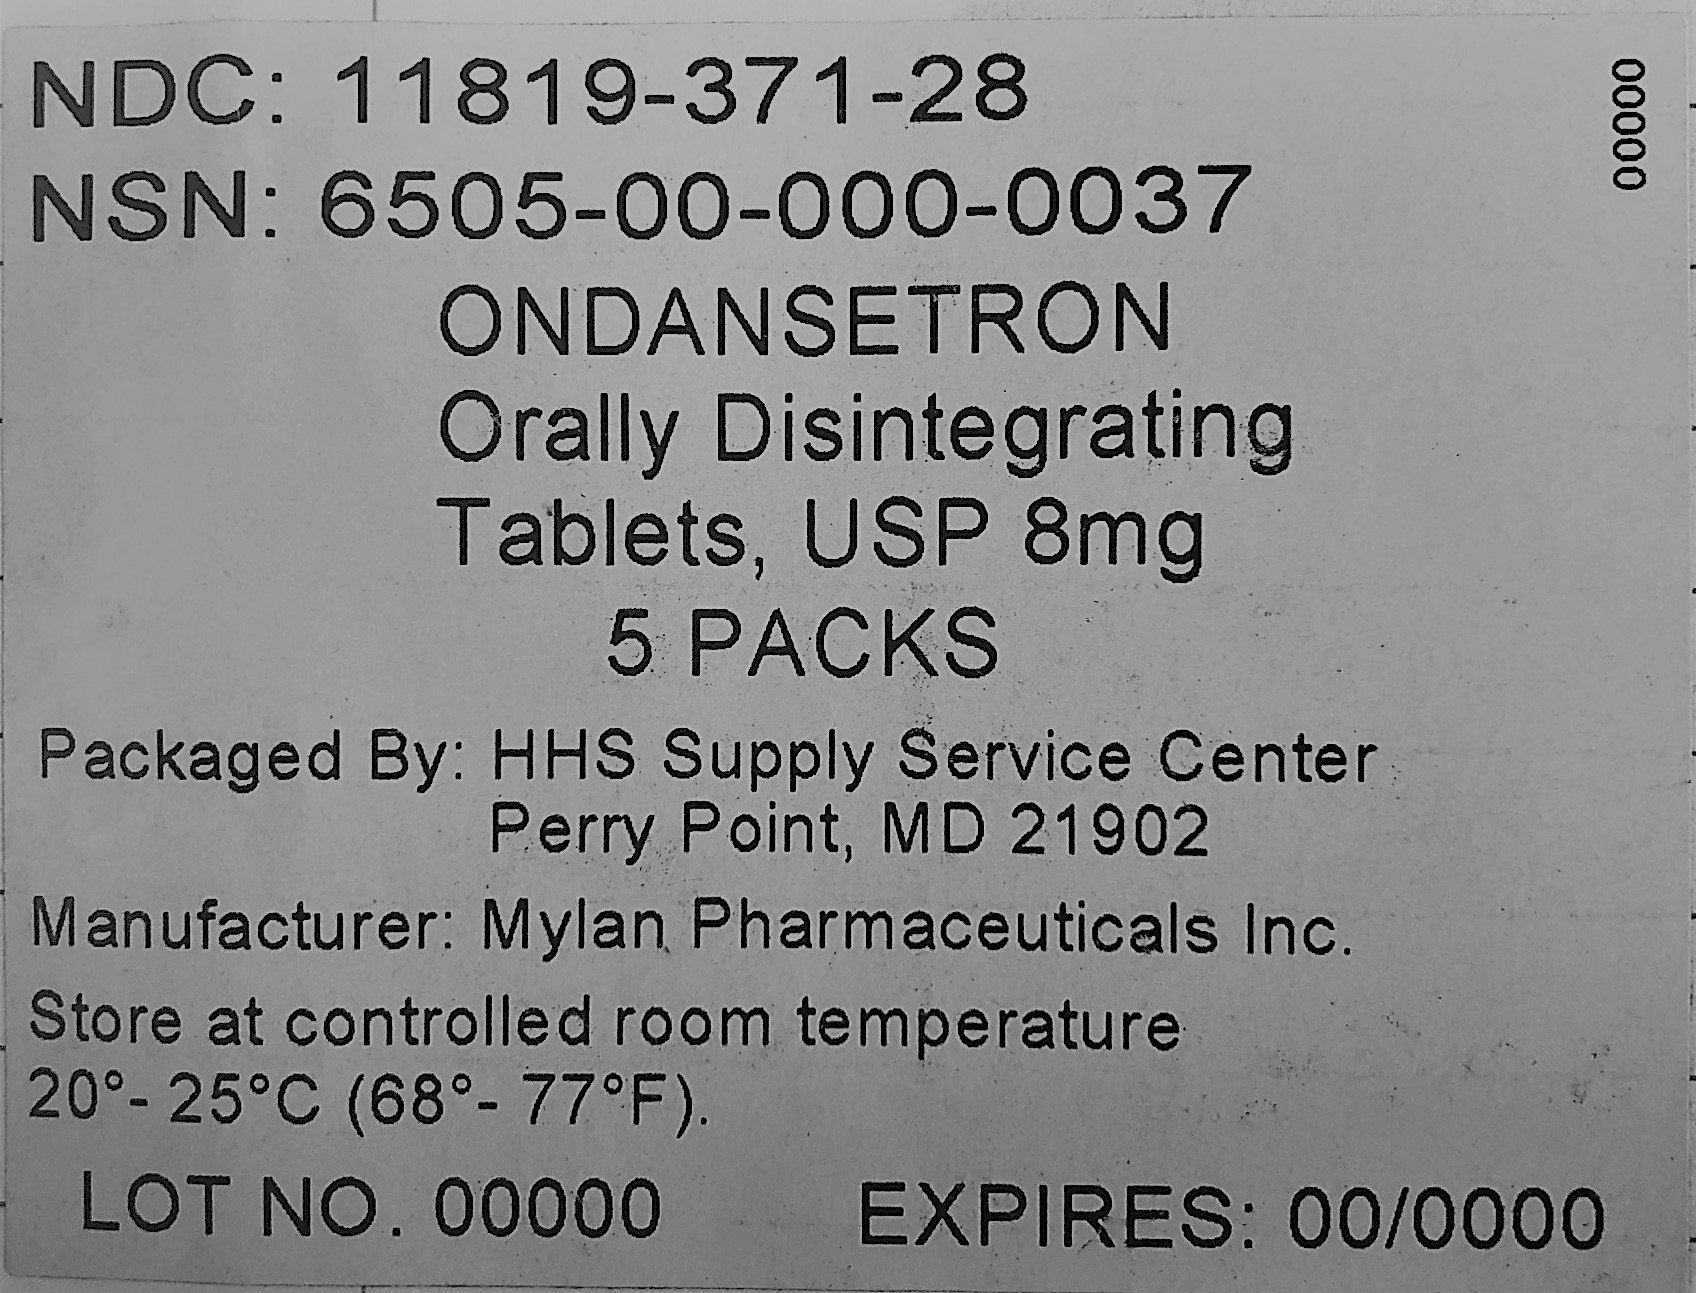 NDC: 11819-371-28
00000
NSN: 6505-00-000-0037
ONDANSETRON
Orally Disintegrating
Tablets, USP 8mg
5 PACKS
Packaged By: HHS Supply Service Center
Perry Point, MD 21902
Manufacturer: Mylan Pharmaceuticals Inc.
Store at controlled room temperature
20°- 25°C (68°- 77°F).
LOT NO. 00000 EXPIRES: 00/0000